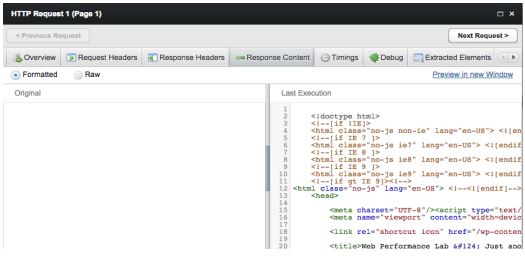 HTTP Request 1 (Page 1)
< Previous Request
Next Request >
Overview
Request Headers
Response Headers
Response Content
Timings
Debug
Extracted Elements
Formatted
Raw
Preview in new Window
Original
Last Execution
1
2 <!doctype html>
3 <!--[if !IE]>
4 <html class="no-js non-ie" lang="en-US"> <![en
5 <!--[if IE 7 ]>
6 <html class="no-js ie7" lang="en-US"> <![endif
7 <!--[if IE 8 ]>
8 <html class="no-js ie8" lang="en-US"> <![endif
9 <!--[if IE 9 ]>
10 <html class="no-js ie9" lang="en-US"> <![endif
11 <!--[if gt IE 9]><!-->
12 <html class="no-js" lang="en-US"> <!--<![endif]-->
13 <head>
14
15 <meta charset="UTF-8"/><script type="text/
16 <meta name="viewport" content="width=devic
17
18 <link rel="shortcut icon" href="/wp-conten
19
20 <title>Web Performance Lab &#124; Just ano